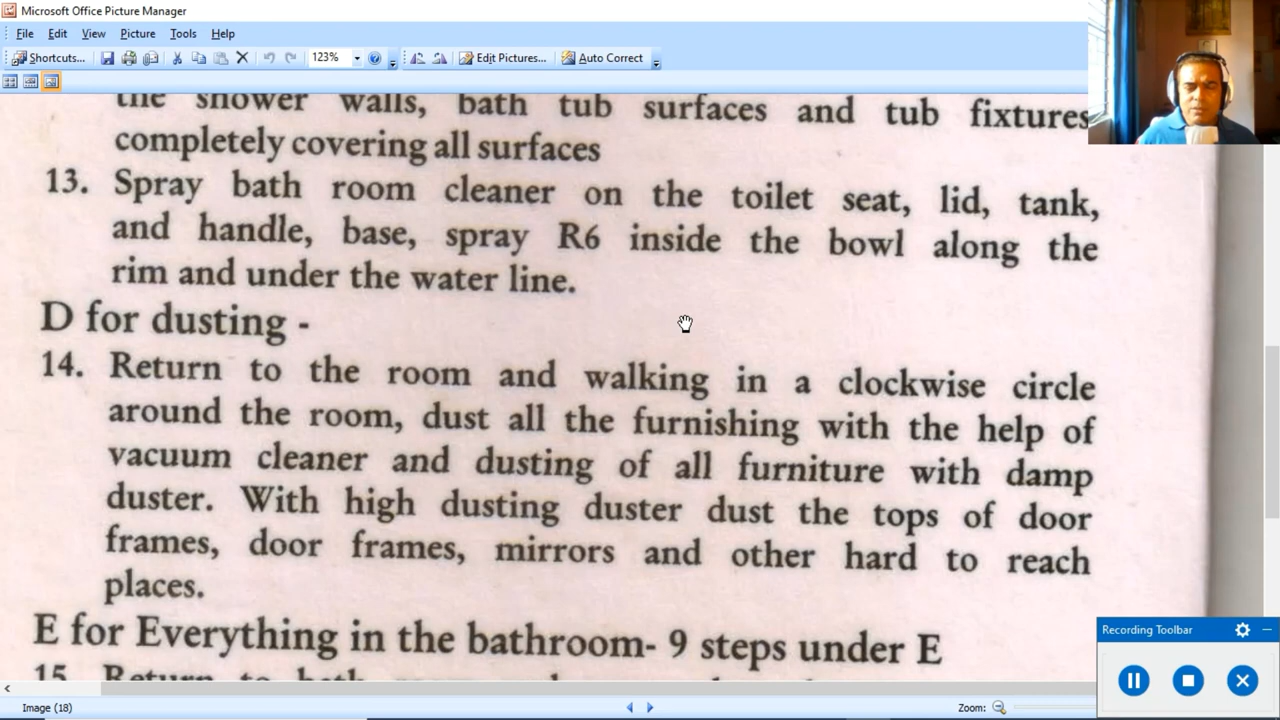 Microsoft Office Picture Manager
File Edit View Picture Tools Help
Shortcuts... 123% Edit Pictures... Auto Correct
the shower walls, bath tub surfaces and tub fixtures
completely covering all surfaces
13. Spray bath room cleaner on the toilet seat, lid, tank,
and handle, base, spray R6 inside the bowl along the
rim and under the water line.
D for dusting -
14. Return to the room and walking in a clockwise circle
around the room, dust all the furnishing with the help of
vacuum cleaner and dusting of all furniture with damp
duster. With high dusting duster dust the tops of door
frames, door frames, mirrors and other hard to reach
places.
E for Everything in the bathroom- 9 steps under E
15. Return to bath
Recording Toolbar
Image (18) Zoom: